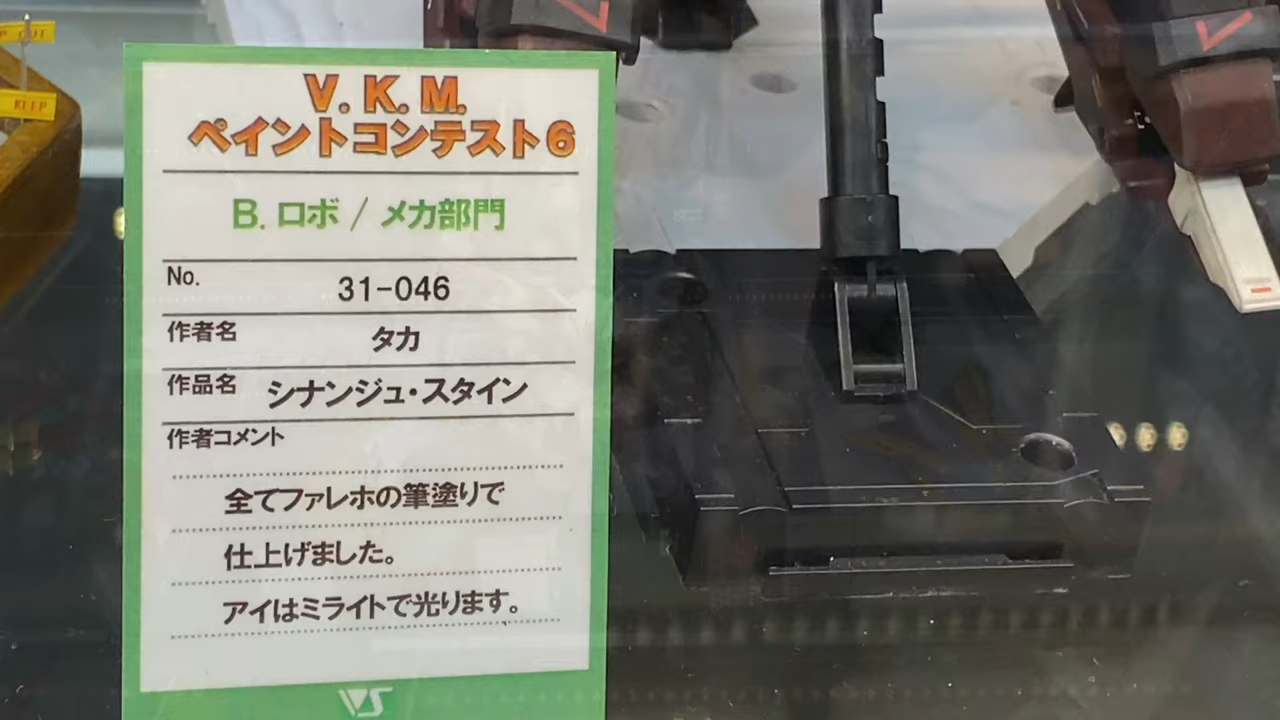 P OUT
KEEP
V.K.M.
ペイントコンテスト6
B. ロボ / メカ部門
No. 31-046
作者名 タカ
作品名 シナンジュ・スタイン
作者コメント
全てファレホの筆塗りで
仕上げました。
アイはミライトで光ります。
VS